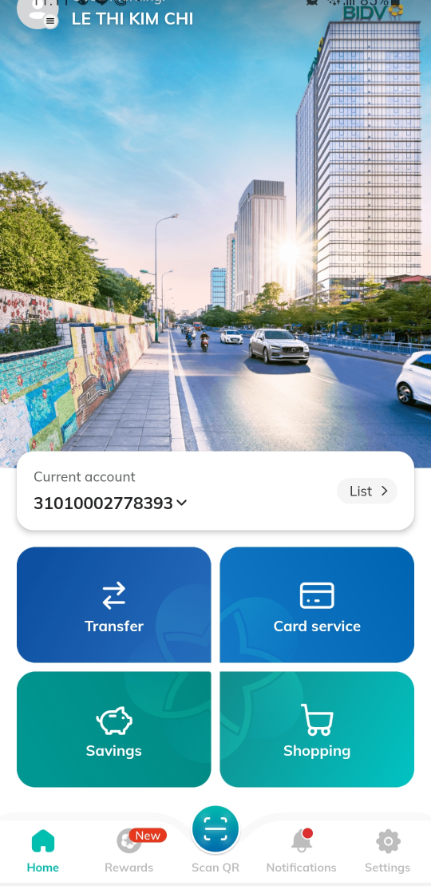 LE THI KIM CHI
BIDV
Current account
31010002778393
List
Transfer
Card service
Savings
Shopping
New
Home
Rewards
Scan QR
Notifications
Settings